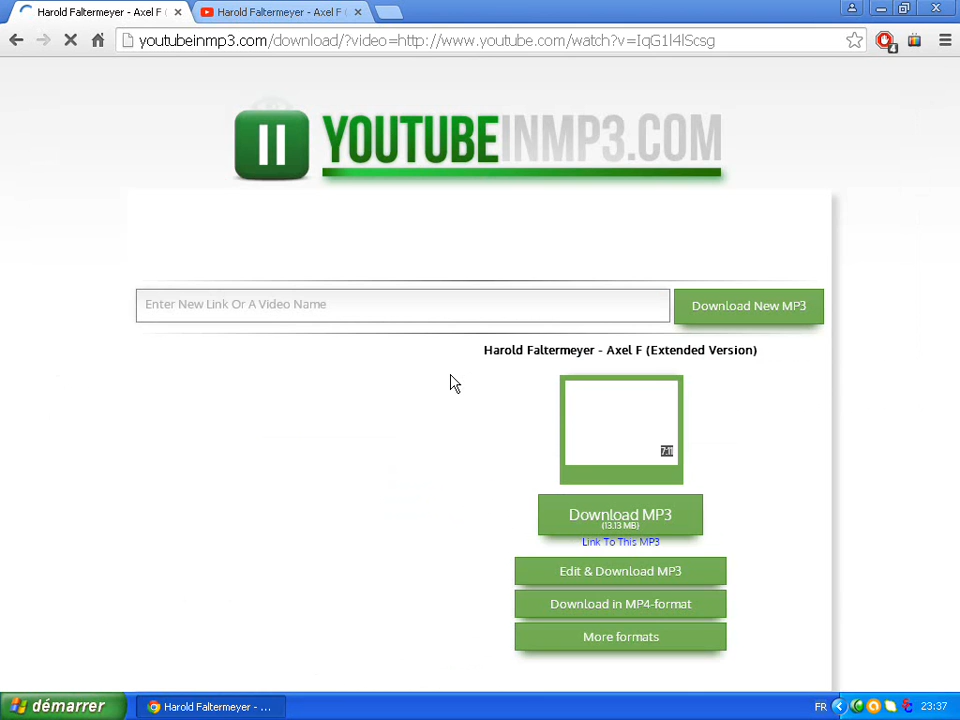 Harold Faltermeyer - Axel F (
Harold Faltermeyer - Axel F (
youtubeinmp3.com/download/?video=http://www.youtube.com/watch?v=IqG1l4lScsg
YOUTUBEINMP3.COM
Enter New Link Or A Video Name
Download New MP3
Harold Faltermeyer - Axel F (Extended Version)
7:11
Download MP3
(13.13 MB)
Link To This MP3
Edit & Download MP3
Download in MP4-format
More formats
démarrer
Harold Faltermeyer - ...
FR
23:37